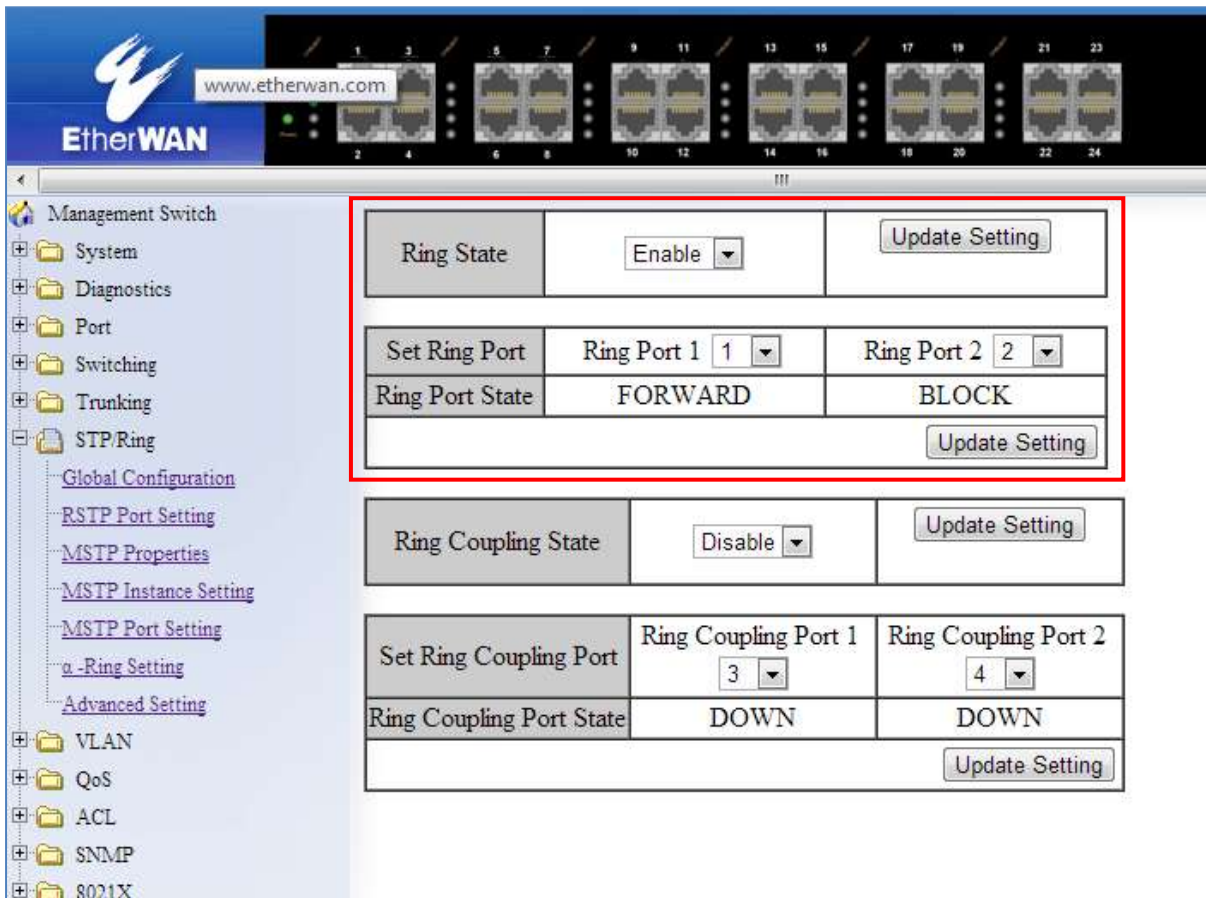 1 3 5 7 9 11 13 15 17 19 21 23
www.etherwan.com
EtherWAN
2 4 6 8 10 12 14 16 18 20 22 24
Management Switch
System
Diagnostics
Port
Switching
Trunking
STP/Ring
Global Configuration
RSTP Port Setting
MSTP Properties
MSTP Instance Setting
MSTP Port Setting
α -Ring Setting
Advanced Setting
VLAN
QoS
ACL
SNMP
8021X
Ring State Enable Update Setting
Set Ring Port Ring Port 1 1 Ring Port 2 2
Ring Port State FORWARD BLOCK
Update Setting
Ring Coupling State Disable Update Setting
Set Ring Coupling Port Ring Coupling Port 1 3 Ring Coupling Port 2 4
Ring Coupling Port State DOWN DOWN
Update Setting